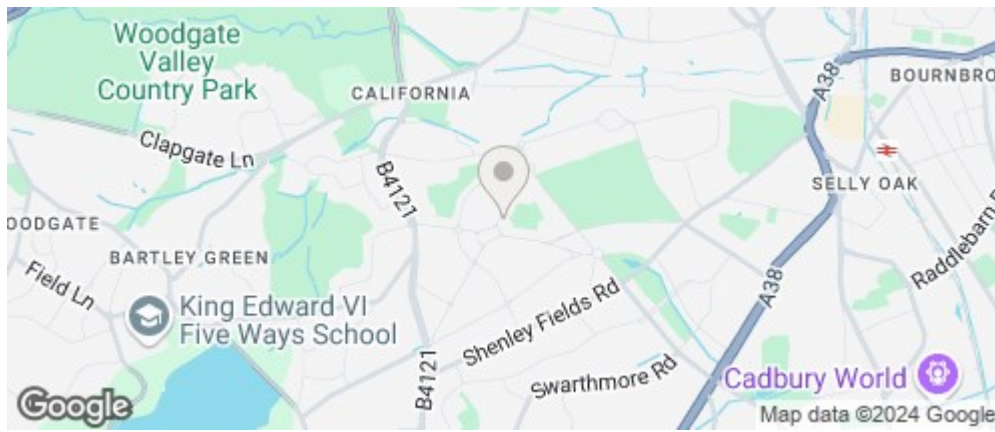 Woodgate
Valley
Country Park
CALIFORNIA
A38
BOURNBRO
Clapgate Ln
B4121
SELLY OAK
OODGATE
BARTLEY GREEN
Raddlebarn R
Field Ln
King Edward VI
Five Ways School
Shenley Fields Rd
A38
B4121
Swarthmore Rd
Cadbury World
Google
Map data ©2024 Google